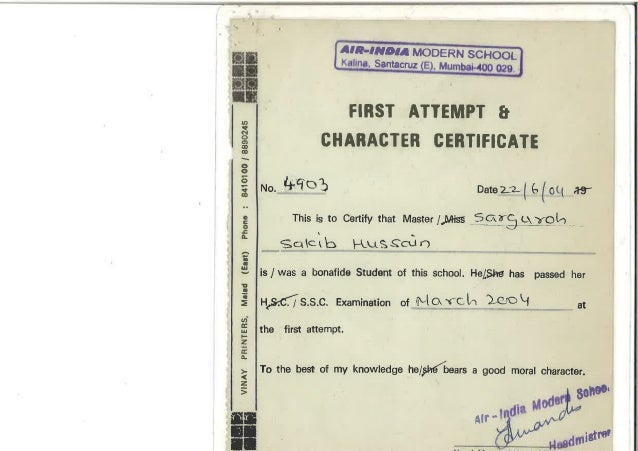 AIR-INDIA MODERN SCHOOL
Kalina, Santacruz (E), Mumbai-400 029.
FIRST ATTEMPT &
CHARACTER CERTIFICATE
No. 4903 Date 22/6/04 19
This is to Certify that Master / Miss Sarguroh
Sakib Hussain
is / was a bonafide Student of this school. He/She has passed her
H.S.C. / S.S.C. Examination of March 2004 at
the first attempt.
To the best of my knowledge he/she bears a good moral character.
Air - India Modern School
Headmistres
VINAY PRINTERS, Malad (East) Phone : 8410100 / 8890245